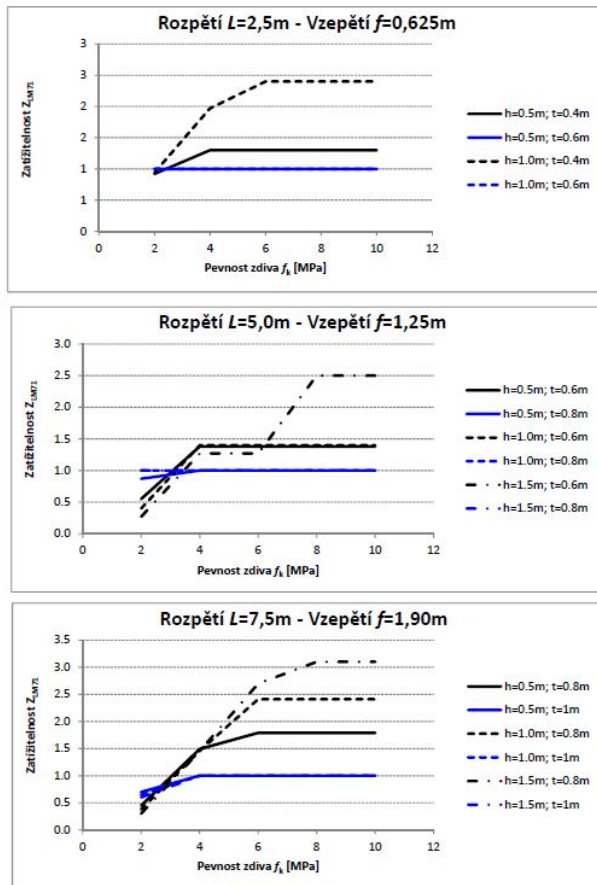 Rozpětí L=2,5m - Vzepětí f=0,625m
Zatížitelnost ZLM71
3
3
2
2
1
1
0
0 2 4 6 8 10 12
Pevnost zdiva fk [MPa]
h=0.5m; t=0.4m
h=0.5m; t=0.6m
h=1.0m; t=0.4m
h=1.0m; t=0.6m
Rozpětí L=5,0m - Vzepětí f=1,25m
Zatížitelnost ZLM71
3.0
2.5
2.0
1.5
1.0
0.5
0.0
0 2 4 6 8 10 12
Pevnost zdiva fk [MPa]
h=0.5m; t=0.6m
h=0.5m; t=0.8m
h=1.0m; t=0.6m
h=1.0m; t=0.8m
h=1.5m; t=0.6m
h=1.5m; t=0.8m
Rozpětí L=7,5m - Vzepětí f=1,90m
Zatížitelnost ZLM71
3.5
3.0
2.5
2.0
1.5
1.0
0.5
0.0
0 2 4 6 8 10 12
Pevnost zdiva fk [MPa]
h=0.5m; t=0.8m
h=0.5m; t=1m
h=1.0m; t=0.8m
h=1.0m; t=1m
h=1.5m; t=0.8m
h=1.5m; t=1m